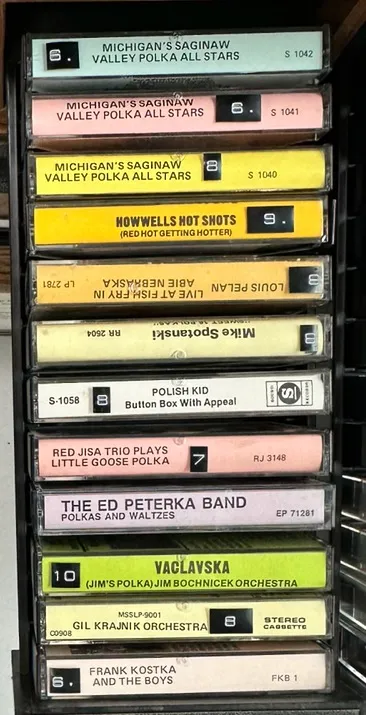 6.
MICHIGAN'S SAGINAW
VALLEY POLKA ALL STARS
S 1042
MICHIGAN'S SAGINAW
VALLEY POLKA ALL STARS
6.
S 1041
MICHIGAN'S SAGINAW
VALLEY POLKA ALL STARS
8
S 1040
HOWWELLS HOT SHOTS
(RED HOT GETTING HOTTER)
9.
LOUIS PELAN
LIVE AT FISH FRY IN
ABIE NEBRASKA
LP 2781
8
Mike Spotanski
RR 2504
8
S-1058
8
POLISH KID
Button Box With Appeal
S
RED JISA TRIO PLAYS
LITTLE GOOSE POLKA
7
RJ 3148
THE ED PETERKA BAND
POLKAS AND WALTZES
EP 71281
10
VACLAVSKA
(JIM'S POLKA) JIM BOCHNICEK ORCHESTRA
MSSLP-9001
GIL KRAJNIK ORCHESTRA
C0908
8
STEREO
CASSETTE
6.
FRANK KOSTKA
AND THE BOYS
FKB 1